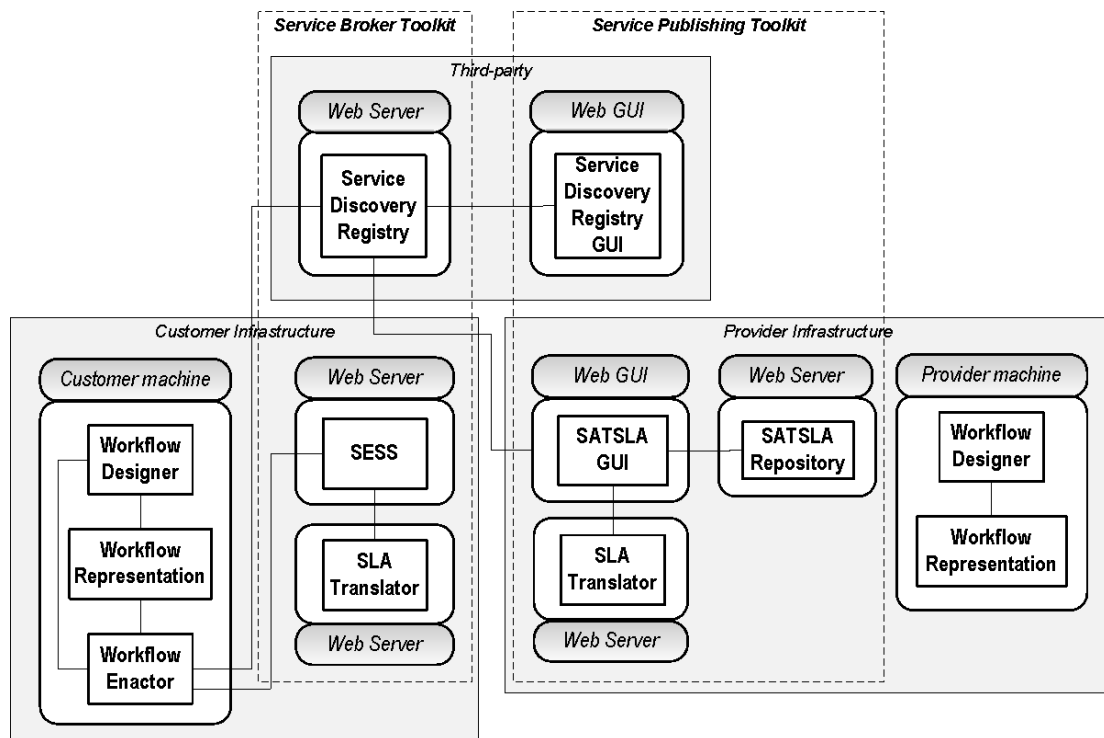 Service Broker Toolkit
Service Publishing Toolkit
Third-party
Web Server
Web GUI
Service
Discovery
Registry
Service
Discovery
Registry
GUI
Customer Infrastructure
Provider Infrastructure
Customer machine
Web Server
Web GUI
Web Server
Provider machine
Workflow
Designer
SESS
SATSLA
GUI
SATSLA
Repository
Workflow
Designer
Workflow
Representation
SLA
Translator
SLA
Translator
Workflow
Representation
Workflow
Enactor
Web Server
Web Server